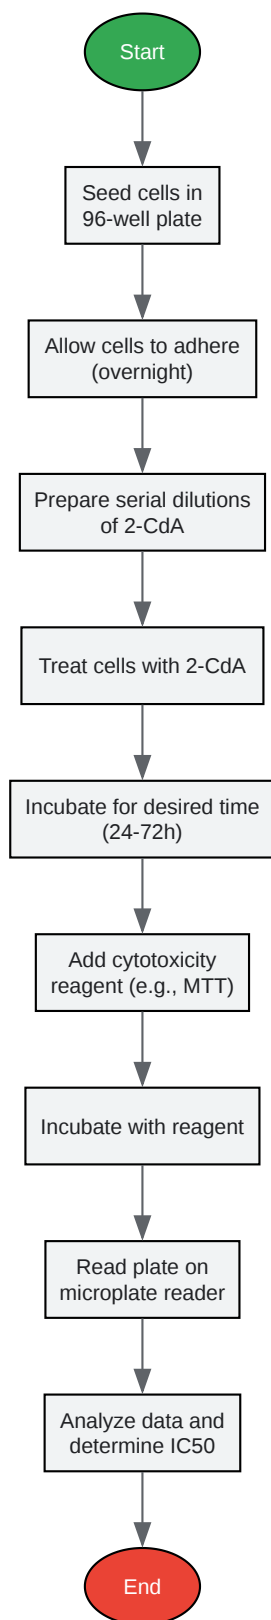 Start
Seed cells in
96-well plate
Allow cells to adhere
(overnight)
Prepare serial dilutions
of 2-CdA
Treat cells with 2-CdA
Incubate for desired time
(24-72h)
Add cytotoxicity
reagent (e.g., MTT)
Incubate with reagent
Read plate on
microplate reader
Analyze data and
determine IC50
End